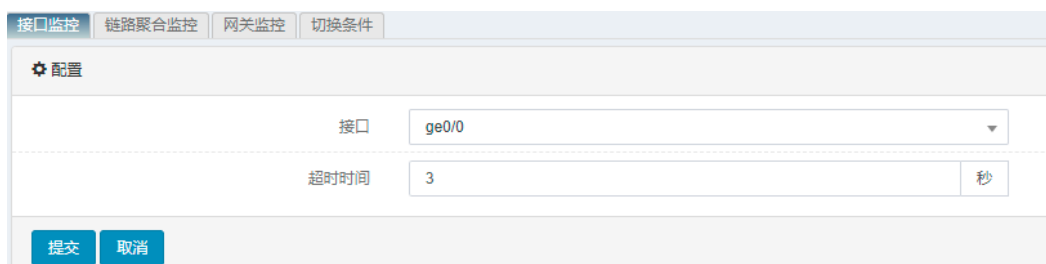 接口监控 链路聚合监控 网关监控 切换条件
配置
接口 ge0/0
超时时间 3 秒
提交 取消